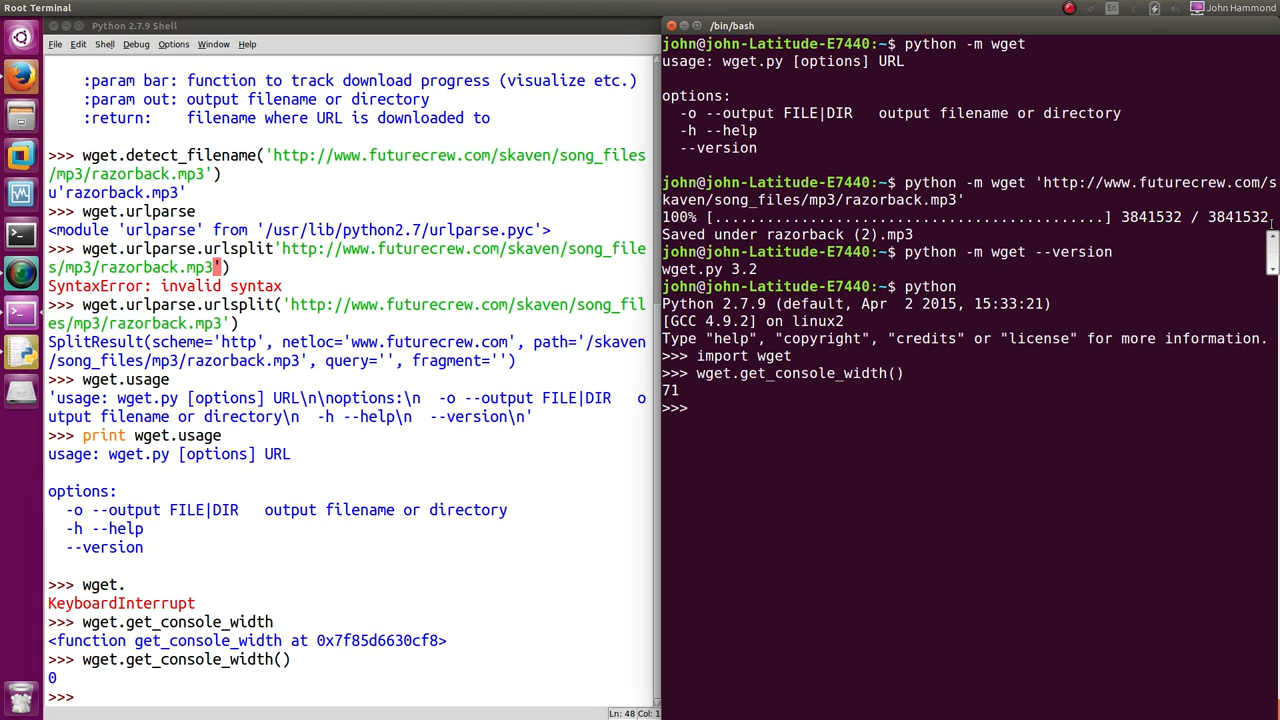 Root Terminal
En
John Hammond
Python 2.7.9 Shell
File Edit Shell Debug Options Window Help
:param bar: function to track download progress (visualize etc.)
:param out: output filename or directory
:return:    filename where URL is downloaded to
>>> wget.detect_filename('http://www.futurecrew.com/skaven/song_files
/mp3/razorback.mp3')
u'razorback.mp3'
>>> wget.urlparse
<module 'urlparse' from '/usr/lib/python2.7/urlparse.pyc'>
>>> wget.urlparse.urlsplit'http://www.futurecrew.com/skaven/song_file
s/mp3/razorback.mp3')
SyntaxError: invalid syntax
>>> wget.urlparse.urlsplit('http://www.futurecrew.com/skaven/song_fil
es/mp3/razorback.mp3')
SplitResult(scheme='http', netloc='www.futurecrew.com', path='/skaven
/song_files/mp3/razorback.mp3', query='', fragment='')
>>> wget.usage
'usage: wget.py [options] URL\n\noptions:\n  -o --output FILE|DIR   o
utput filename or directory\n  -h --help\n  --version\n'
>>> print wget.usage
usage: wget.py [options] URL
options:
  -o --output FILE|DIR   output filename or directory
  -h --help
  --version
>>> wget.
KeyboardInterrupt
>>> wget.get_console_width
<function get_console_width at 0x7f85d6630cf8>
>>> wget.get_console_width()
0
>>>
Ln: 48 Col: 1
/bin/bash
john@john-Latitude-E7440:~$ python -m wget
usage: wget.py [options] URL
options:
  -o --output FILE|DIR   output filename or directory
  -h --help
  --version
john@john-Latitude-E7440:~$ python -m wget 'http://www.futurecrew.com/s
kaven/song_files/mp3/razorback.mp3'
100% [.............................................] 3841532 / 3841532
Saved under razorback (2).mp3
john@john-Latitude-E7440:~$ python -m wget --version
wget.py 3.2
john@john-Latitude-E7440:~$ python
Python 2.7.9 (default, Apr  2 2015, 15:33:21)
[GCC 4.9.2] on linux2
Type "help", "copyright", "credits" or "license" for more information.
>>> import wget
>>> wget.get_console_width()
71
>>>